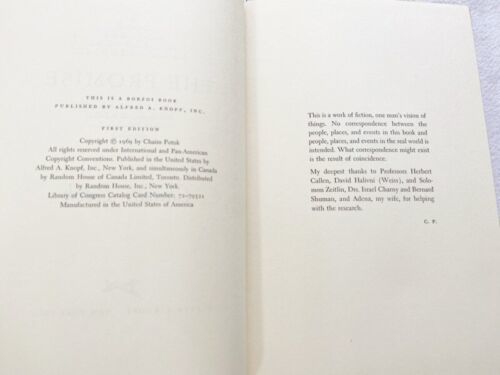 THE PROMISE
THIS IS A BORZOI BOOK
PUBLISHED BY ALFRED A. KNOPF, INC.
FIRST EDITION
Copyright © 1969 by Chaim Potok
All rights reserved under International and Pan-American
Copyright Conventions. Published in the United States by
Alfred A. Knopf, Inc., New York, and simultaneously in Canada
by Random House of Canada Limited, Toronto. Distributed
by Random House, Inc., New York.
Library of Congress Catalog Card Number: 72-79321
Manufactured in the United States of America
This is a work of fiction, one man's vision of
things. No correspondence between the
people, places, and events in this book and
people, places, and events in the real world is
intended. What correspondence might exist
is the result of coincidence.
My deepest thanks to Professors Herbert
Callen, David Halivni (Weiss), and Solo-
mon Zeitlin, Drs. Israel Charny and Bernard
Shuman, and Adena, my wife, for helping
with the research.
C. P.